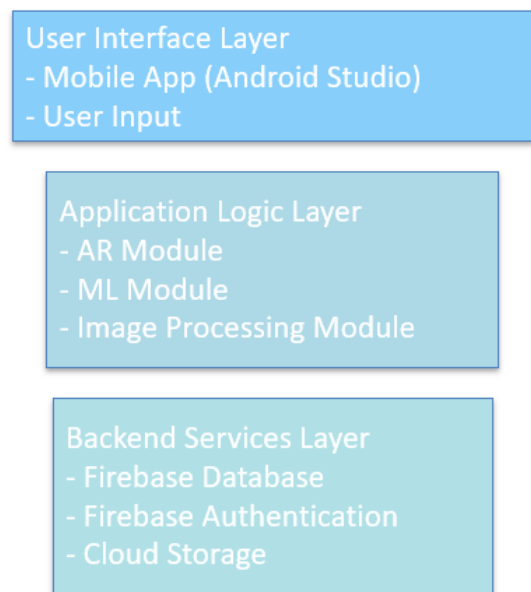 User Interface Layer
- Mobile App (Android Studio)
- User Input
Application Logic Layer
- AR Module
- ML Module
- Image Processing Module
Backend Services Layer
- Firebase Database
- Firebase Authentication
- Cloud Storage